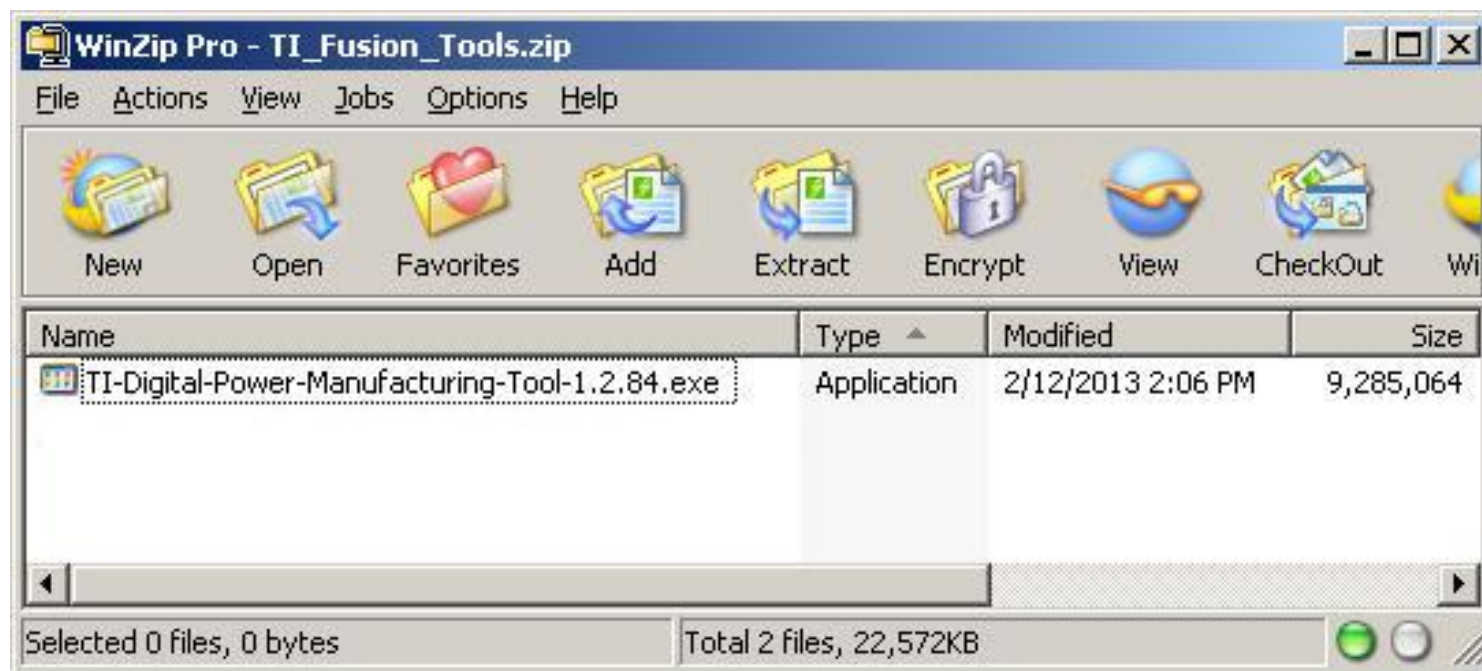 WinZip Pro - TI_Fusion_Tools.zip
File Actions View Jobs Options Help
New Open Favorites Add Extract Encrypt View CheckOut Wi
Name Type Modified Size
TI-Digital-Power-Manufacturing-Tool-1.2.84.exe Application 2/12/2013 2:06 PM 9,285,064
Selected 0 files, 0 bytes Total 2 files, 22,572KB